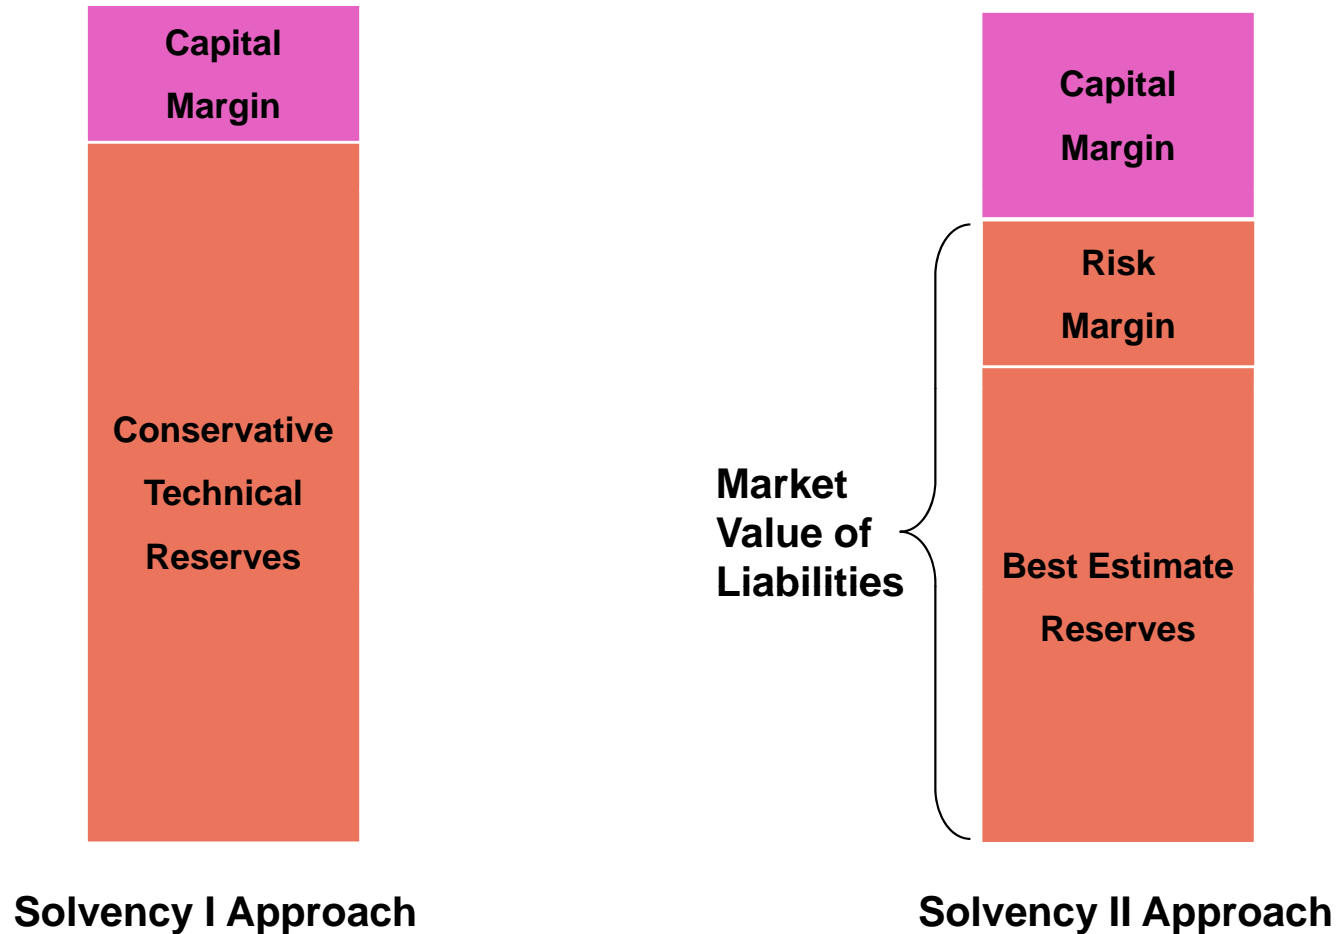 Capital
Margin
Conservative
Technical
Reserves
Solvency I Approach
Capital
Margin
Risk
Margin
Best Estimate
Reserves
Market
Value of
Liabilities
Solvency II Approach